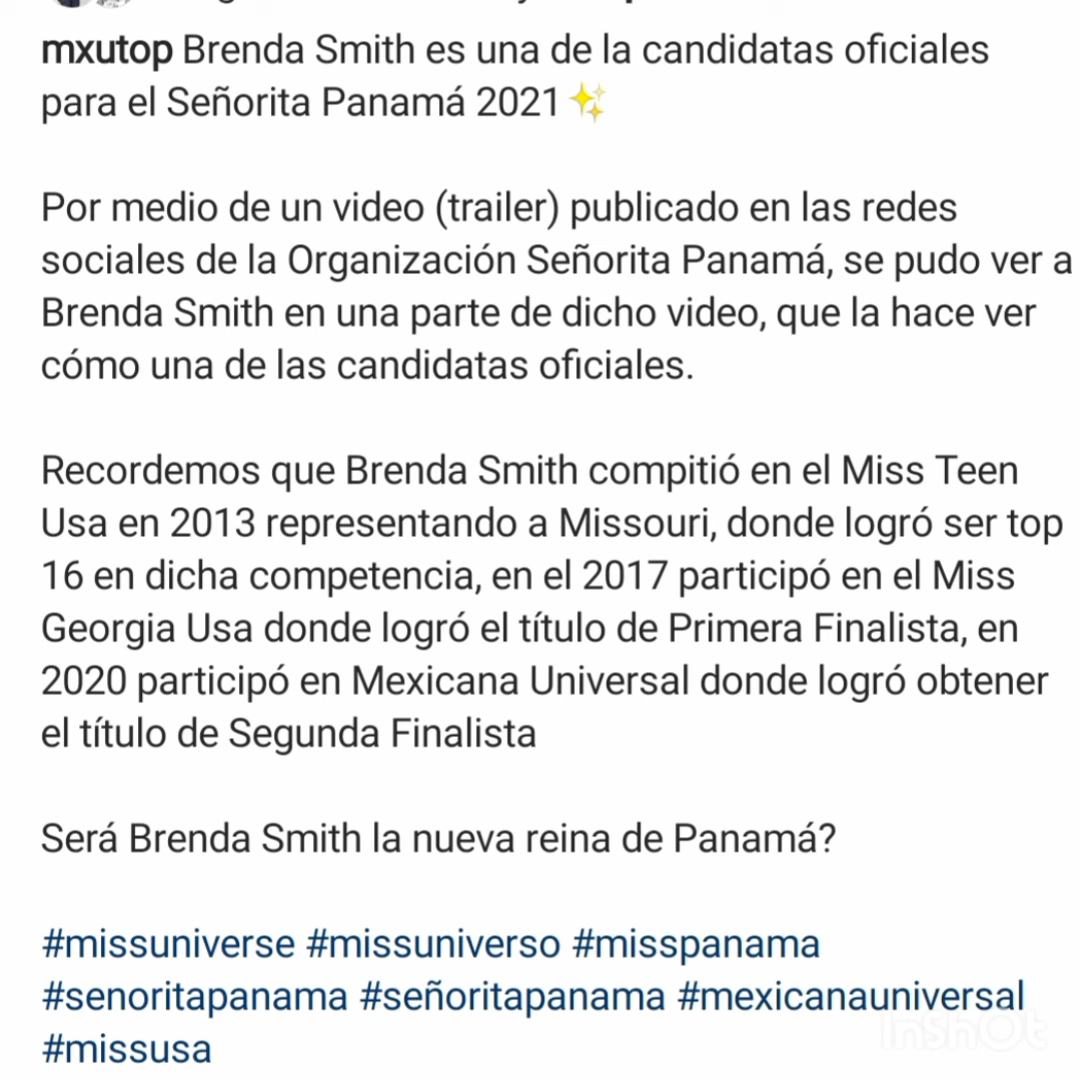 mxutop Brenda Smith es una de la candidatas oficiales
para el Señorita Panamá 2021✨
Por medio de un video (trailer) publicado en las redes
sociales de la Organización Señorita Panamá, se pudo ver a
Brenda Smith en una parte de dicho video, que la hace ver
cómo una de las candidatas oficiales.
Recordemos que Brenda Smith compitió en el Miss Teen
Usa en 2013 representando a Missouri, donde logró ser top
16 en dicha competencia, en el 2017 participó en el Miss
Georgia Usa donde logró el título de Primera Finalista, en
2020 participó en Mexicana Universal donde logró obtener
el título de Segunda Finalista
Será Brenda Smith la nueva reina de Panamá?
#missuniverse #missuniverso #misspanama
#senoritapanama #señoritapanama #mexicanauniversal
#missusa
InShOt